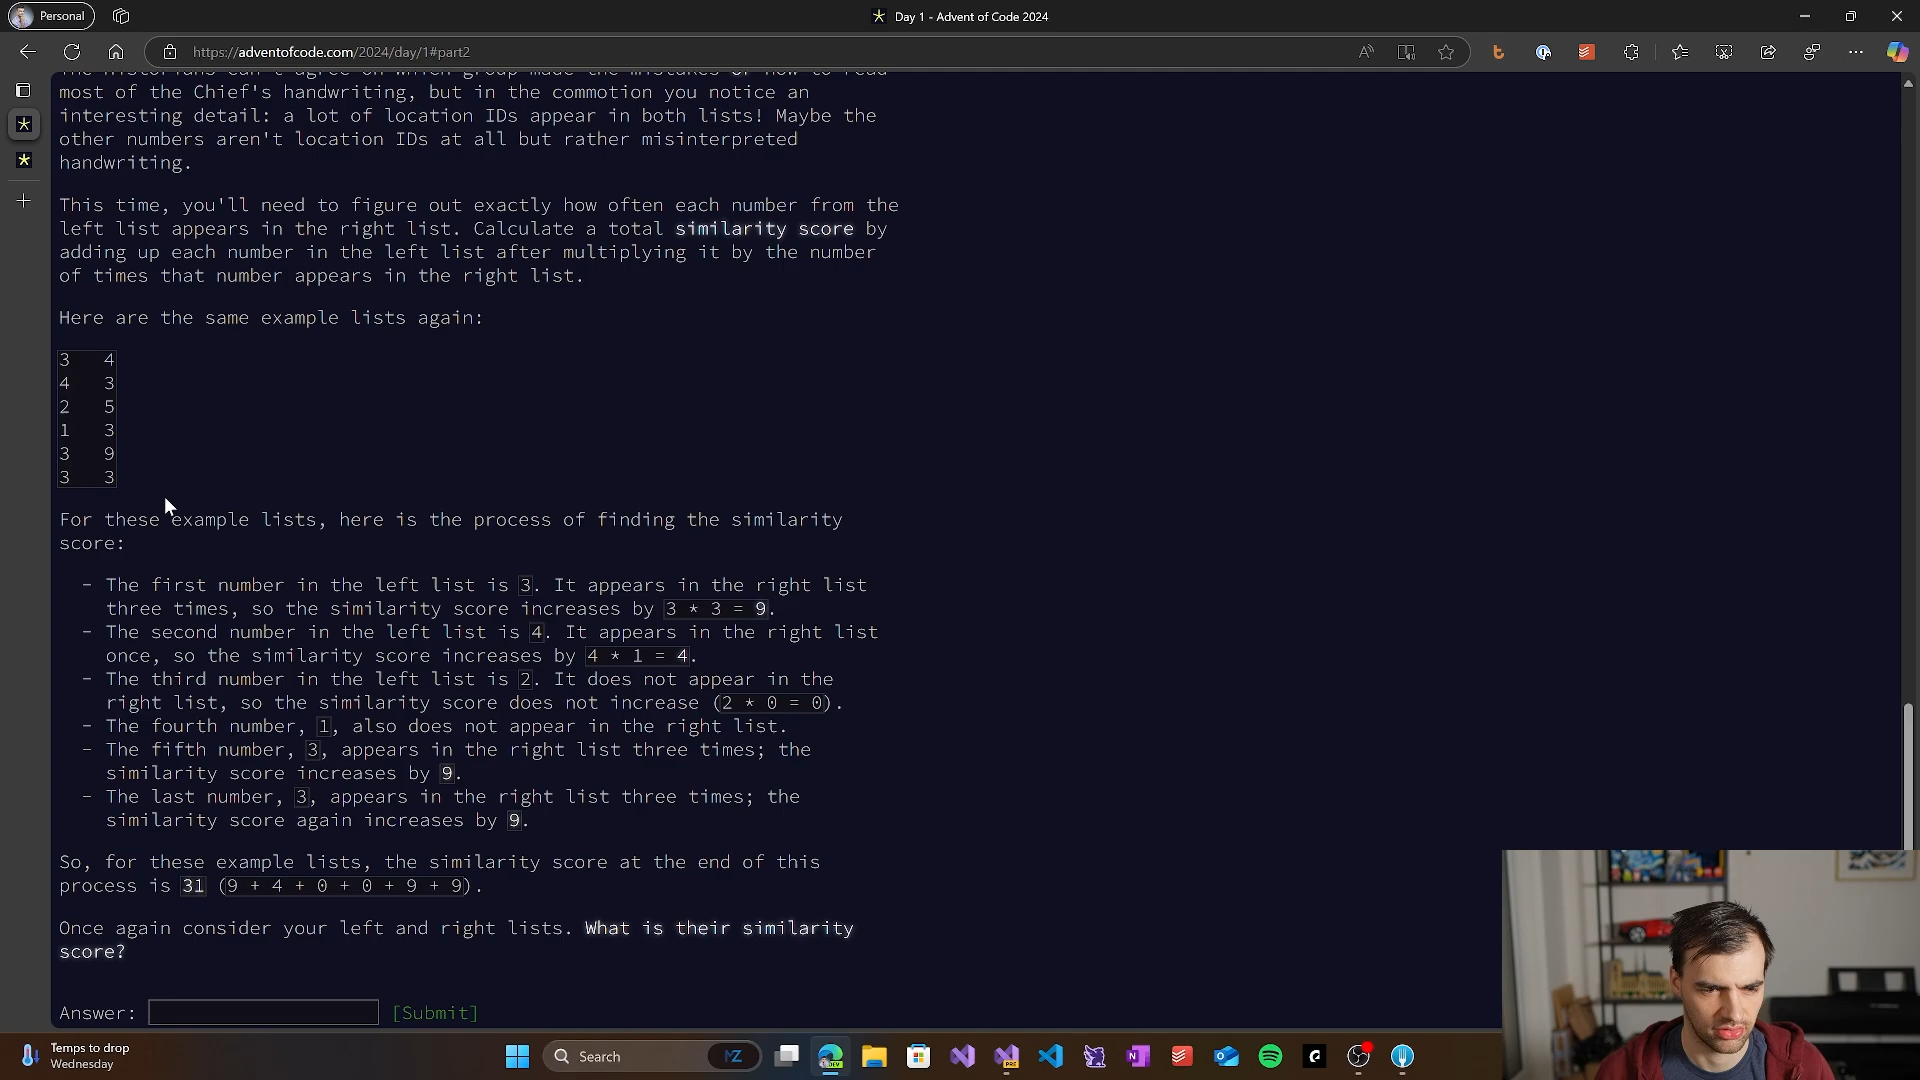 Personal
Day 1 - Advent of Code 2024
https://adventofcode.com/2024/day/1#part2
most of the Chief's handwriting, but in the commotion you notice an
interesting detail: a lot of location IDs appear in both lists! Maybe the
other numbers aren't location IDs at all but rather misinterpreted
handwriting.
This time, you'll need to figure out exactly how often each number from the
left list appears in the right list. Calculate a total similarity score by
adding up each number in the left list after multiplying it by the number
of times that number appears in the right list.
Here are the same example lists again:
3 4
4 3
2 5
1 3
3 9
3 3
For these example lists, here is the process of finding the similarity
score:
- The first number in the left list is 3. It appears in the right list
three times, so the similarity score increases by 3 * 3 = 9.
- The second number in the left list is 4. It appears in the right list
once, so the similarity score increases by 4 * 1 = 4.
- The third number in the left list is 2. It does not appear in the
right list, so the similarity score does not increase (2 * 0 = 0).
- The fourth number, 1, also does not appear in the right list.
- The fifth number, 3, appears in the right list three times; the
similarity score increases by 9.
- The last number, 3, appears in the right list three times; the
similarity score again increases by 9.
So, for these example lists, the similarity score at the end of this
process is 31 (9 + 4 + 0 + 0 + 9 + 9).
Once again consider your left and right lists. What is their similarity
score?
Answer: [Submit]
Temps to drop
Wednesday
Search
MZ